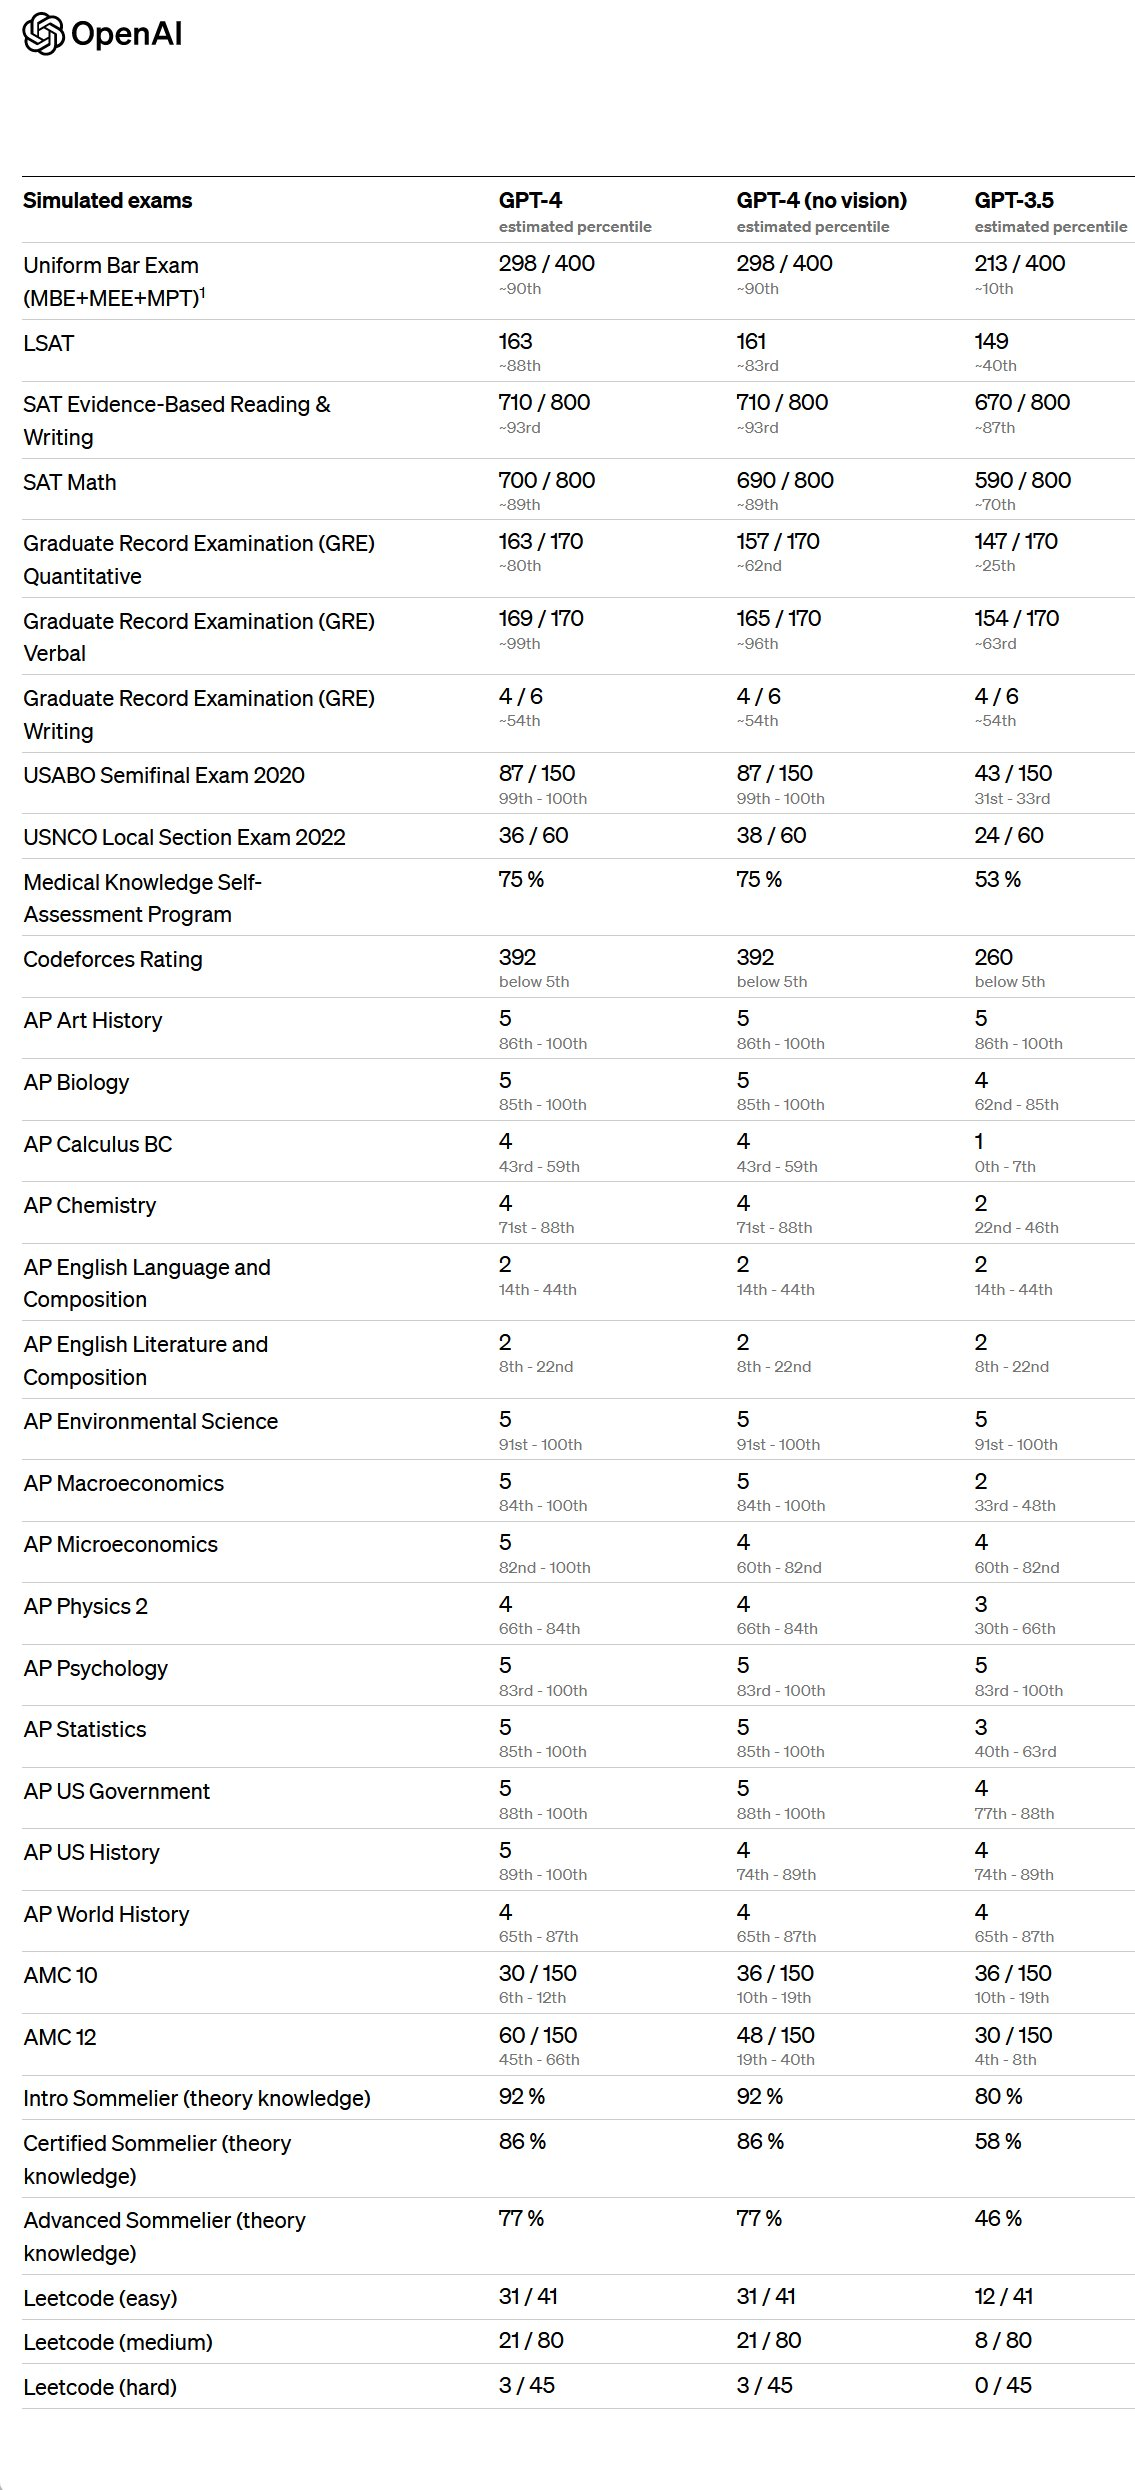 OpenAI
Simulated exams GPT-4 GPT-4 (no vision) GPT-3.5
estimated percentile estimated percentile estimated percentile
Uniform Bar Exam 298 / 400 298 / 400 213 / 400
(MBE+MEE+MPT)¹ ~90th ~90th ~10th
LSAT 163 161 149
~88th ~83rd ~40th
SAT Evidence-Based Reading & 710 / 800 710 / 800 670 / 800
Writing ~93rd ~93rd ~87th
SAT Math 700 / 800 690 / 800 590 / 800
~89th ~89th ~70th
Graduate Record Examination (GRE) 163 / 170 157 / 170 147 / 170
Quantitative ~80th ~62nd ~25th
Graduate Record Examination (GRE) 169 / 170 165 / 170 154 / 170
Verbal ~99th ~96th ~63rd
Graduate Record Examination (GRE) 4 / 6 4 / 6 4 / 6
Writing ~54th ~54th ~54th
USABO Semifinal Exam 2020 87 / 150 87 / 150 43 / 150
99th - 100th 99th - 100th 31st - 33rd
USNCO Local Section Exam 2022 36 / 60 38 / 60 24 / 60
Medical Knowledge Self- 75 % 75 % 53 %
Assessment Program
Codeforces Rating 392 392 260
below 5th below 5th below 5th
AP Art History 5 5 5
86th - 100th 86th - 100th 86th - 100th
AP Biology 5 5 4
85th - 100th 85th - 100th 62nd - 85th
AP Calculus BC 4 4 1
43rd - 59th 43rd - 59th 0th - 7th
AP Chemistry 4 4 2
71st - 88th 71st - 88th 22nd - 46th
AP English Language and 2 2 2
Composition 14th - 44th 14th - 44th 14th - 44th
AP English Literature and 2 2 2
Composition 8th - 22nd 8th - 22nd 8th - 22nd
AP Environmental Science 5 5 5
91st - 100th 91st - 100th 91st - 100th
AP Macroeconomics 5 5 2
84th - 100th 84th - 100th 33rd - 48th
AP Microeconomics 5 4 4
82nd - 100th 60th - 82nd 60th - 82nd
AP Physics 2 4 4 3
66th - 84th 66th - 84th 30th - 66th
AP Psychology 5 5 5
83rd - 100th 83rd - 100th 83rd - 100th
AP Statistics 5 5 3
85th - 100th 85th - 100th 40th - 63rd
AP US Government 5 5 4
88th - 100th 88th - 100th 77th - 88th
AP US History 5 4 4
89th - 100th 74th - 89th 74th - 89th
AP World History 4 4 4
65th - 87th 65th - 87th 65th - 87th
AMC 10 30 / 150 36 / 150 36 / 150
6th - 12th 10th - 19th 10th - 19th
AMC 12 60 / 150 48 / 150 30 / 150
45th - 66th 19th - 40th 4th - 8th
Intro Sommelier (theory knowledge) 92 % 92 % 80 %
Certified Sommelier (theory 86 % 86 % 58 %
knowledge)
Advanced Sommelier (theory 77 % 77 % 46 %
knowledge)
Leetcode (easy) 31 / 41 31 / 41 12 / 41
Leetcode (medium) 21 / 80 21 / 80 8 / 80
Leetcode (hard) 3 / 45 3 / 45 0 / 45